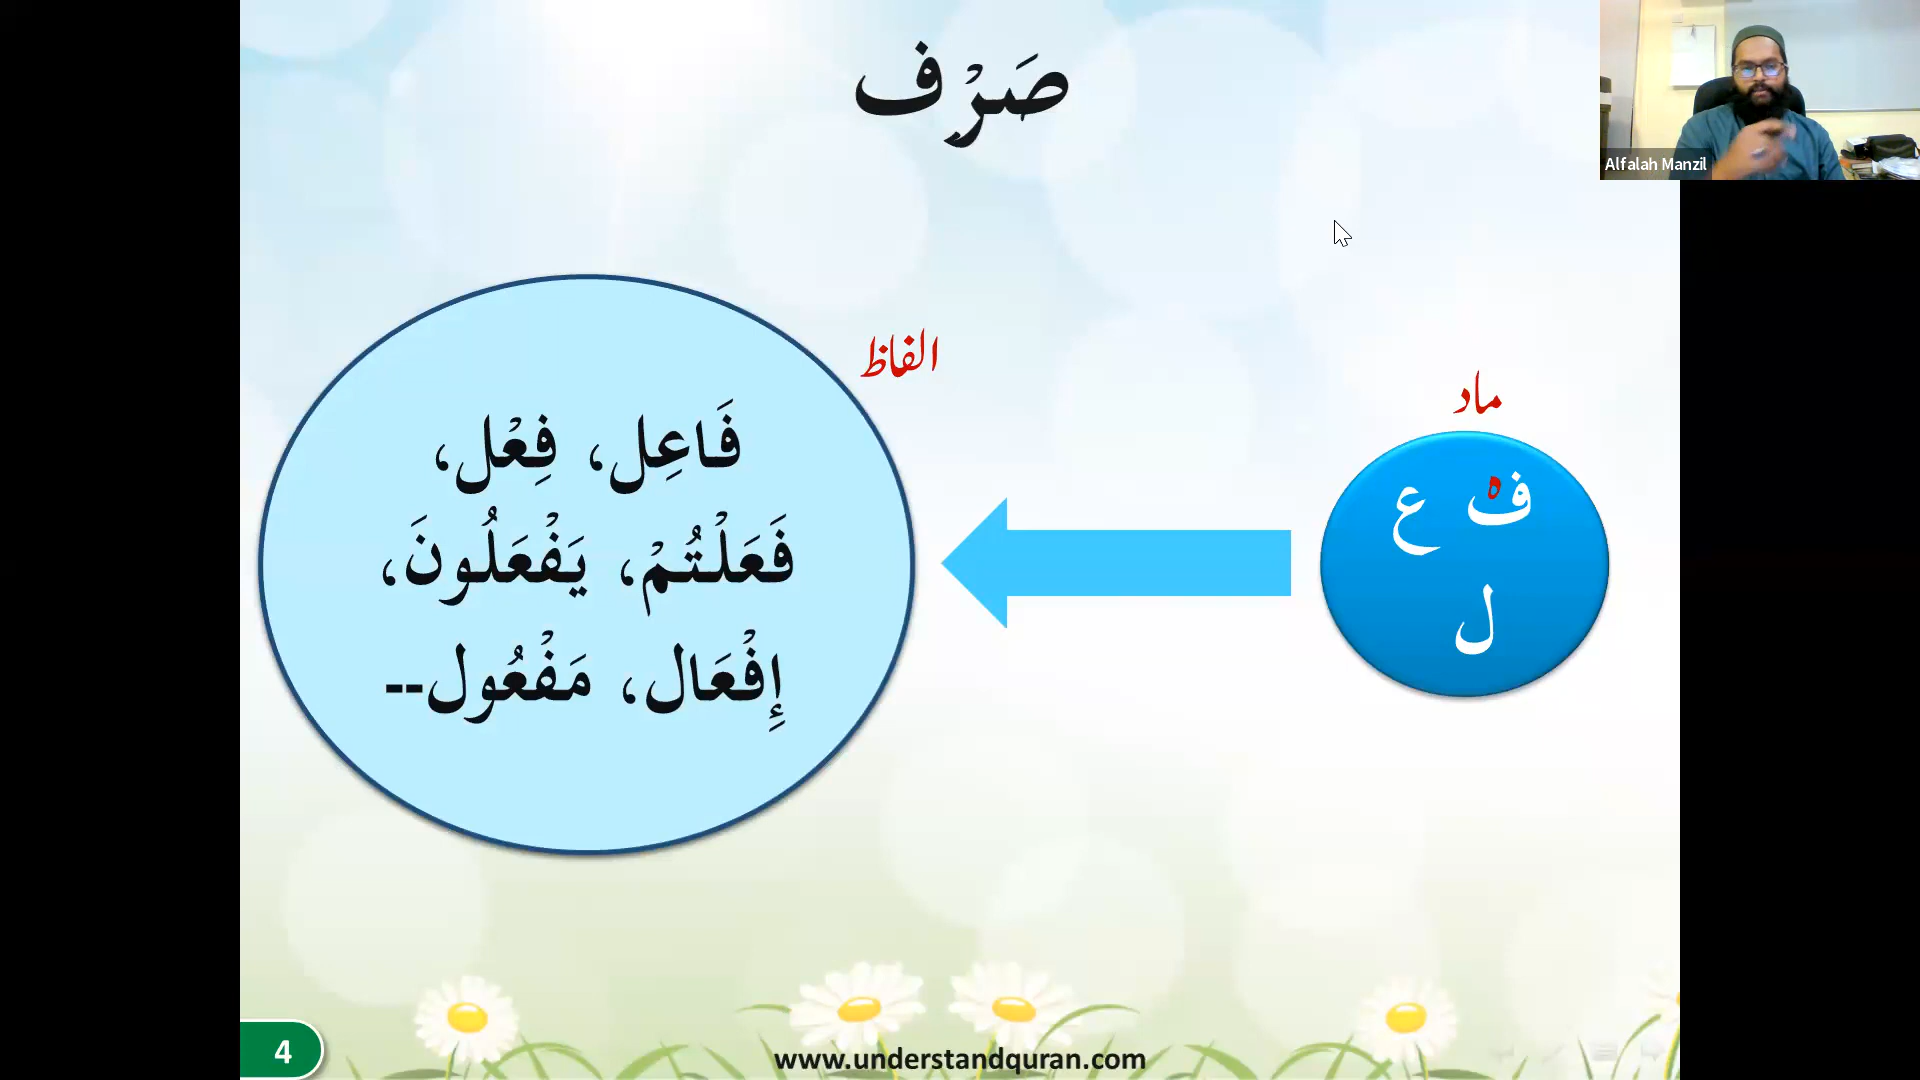 صَرْف
Alfalah Manzil
الفاظ
ماد
ه
ف ع
ل
فَاعِل، فِعْل،
فَعَلْتُمْ، يَفْعَلُونَ،
إِفْعَال، مَفْعُول--
4
www.understandquran.com